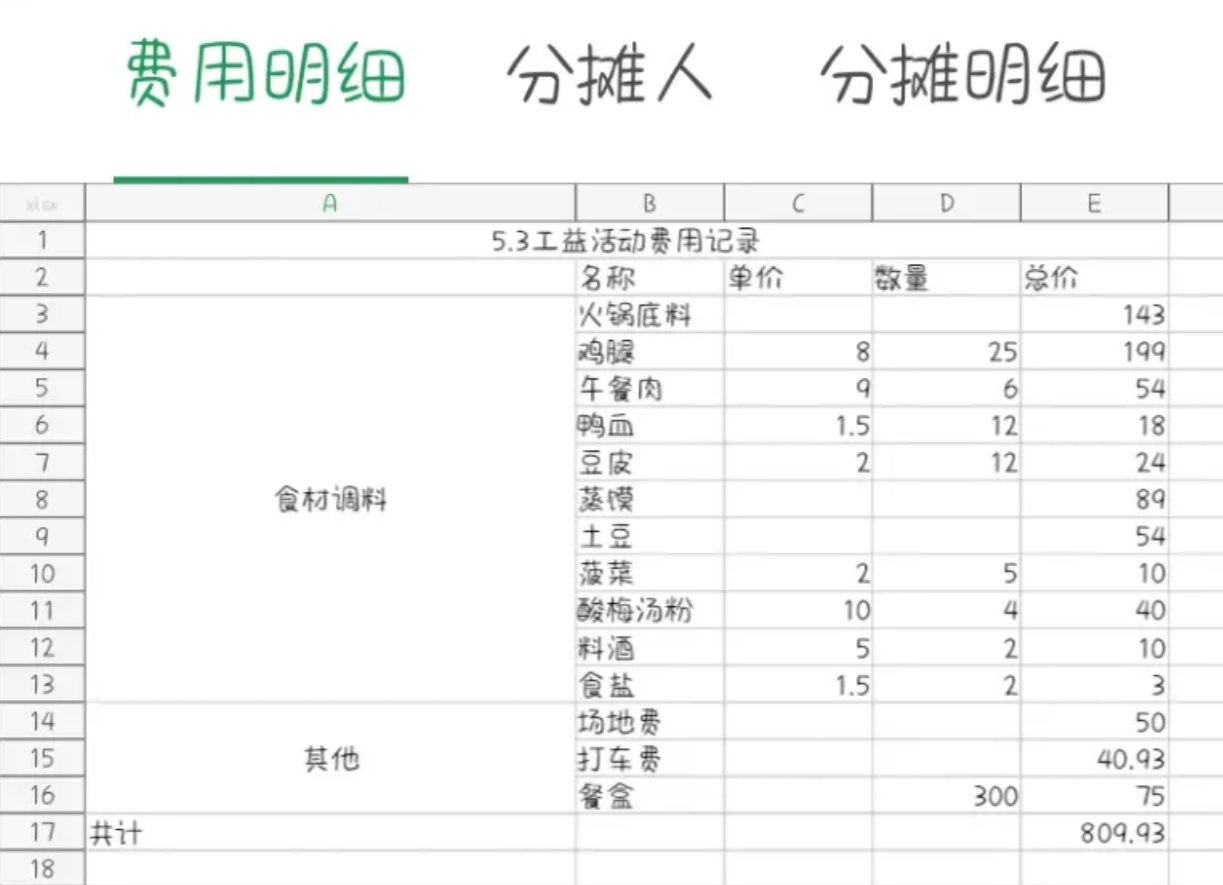 费用明细 分摊人 分摊明细
xlsx A B C D E
1 5.3工益活动费用记录
2 名称 单价 数量 总价
3 火锅底料 143
4 鸡腿 8 25 199
5 午餐肉 9 6 54
6 鸭血 1.5 12 18
7 豆皮 2 12 24
8 食材调料 蒸馍 89
9 土豆 54
10 菠菜 2 5 10
11 酸梅汤粉 10 4 40
12 料酒 5 2 10
13 食盐 1.5 2 3
14 场地费 50
15 其他 打车费 40.93
16 餐盒 300 75
17 共计 809.93
18